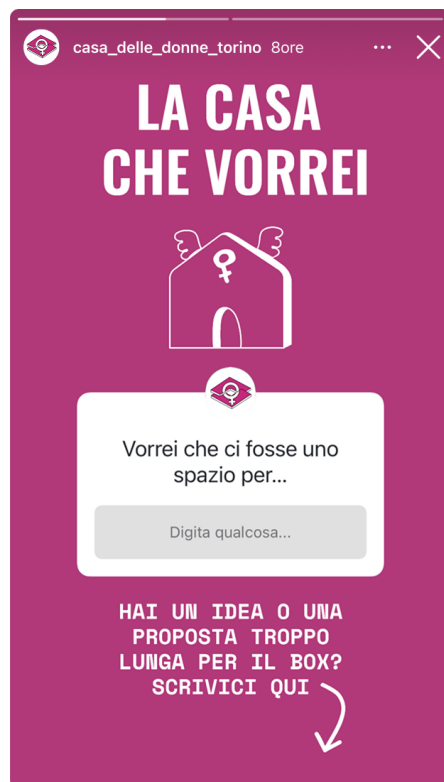 casa_delle_donne_torino 8ore
LA CASA
CHE VORREI
Vorrei che ci fosse uno
spazio per...
Digita qualcosa...
HAI UN IDEA O UNA
PROPOSTA TROPPO
LUNGA PER IL BOX?
SCRIVICI QUI